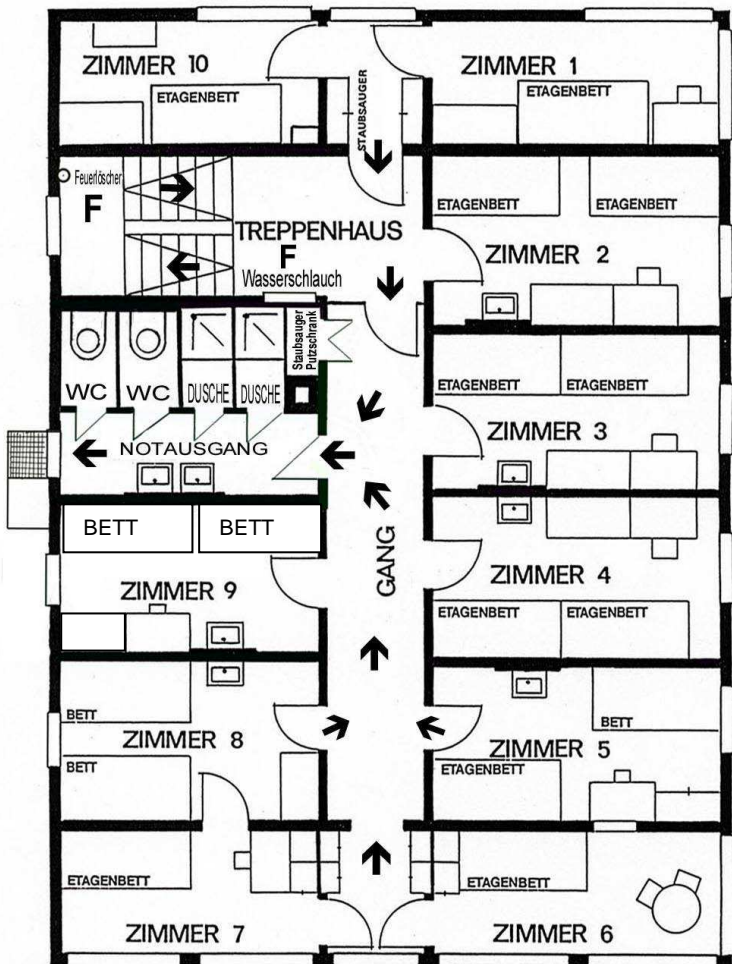 ZIMMER 10
ETAGENBETT
STAUBSAUGER
ZIMMER 1
ETAGENBETT
Feuerlöscher
F
TREPPENHAUS
F
Wasserschlauch
ETAGENBETT
ETAGENBETT
ZIMMER 2
WC
WC
DUSCHE
DUSCHE
Staubsauger
Putzschrank
ETAGENBETT
ETAGENBETT
ZIMMER 3
NOTAUSGANG
GANG
BETT
BETT
ZIMMER 9
ZIMMER 4
ETAGENBETT
ETAGENBETT
BETT
ZIMMER 8
BETT
BETT
ZIMMER 5
ETAGENBETT
ETAGENBETT
ZIMMER 7
ETAGENBETT
ZIMMER 6